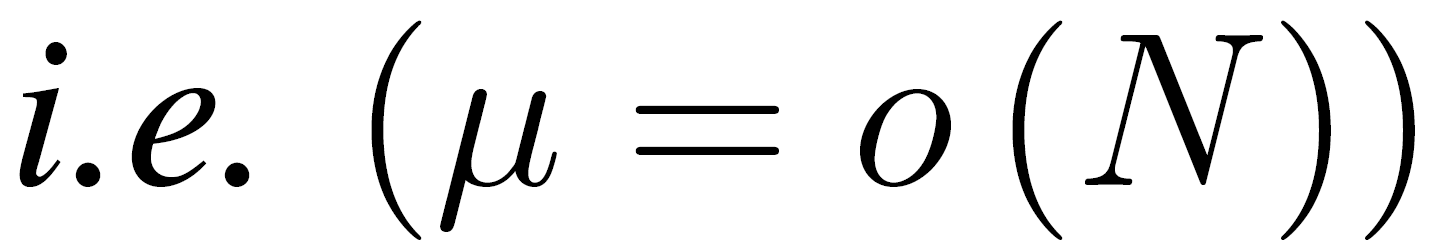 i.e. (μ = o (N))